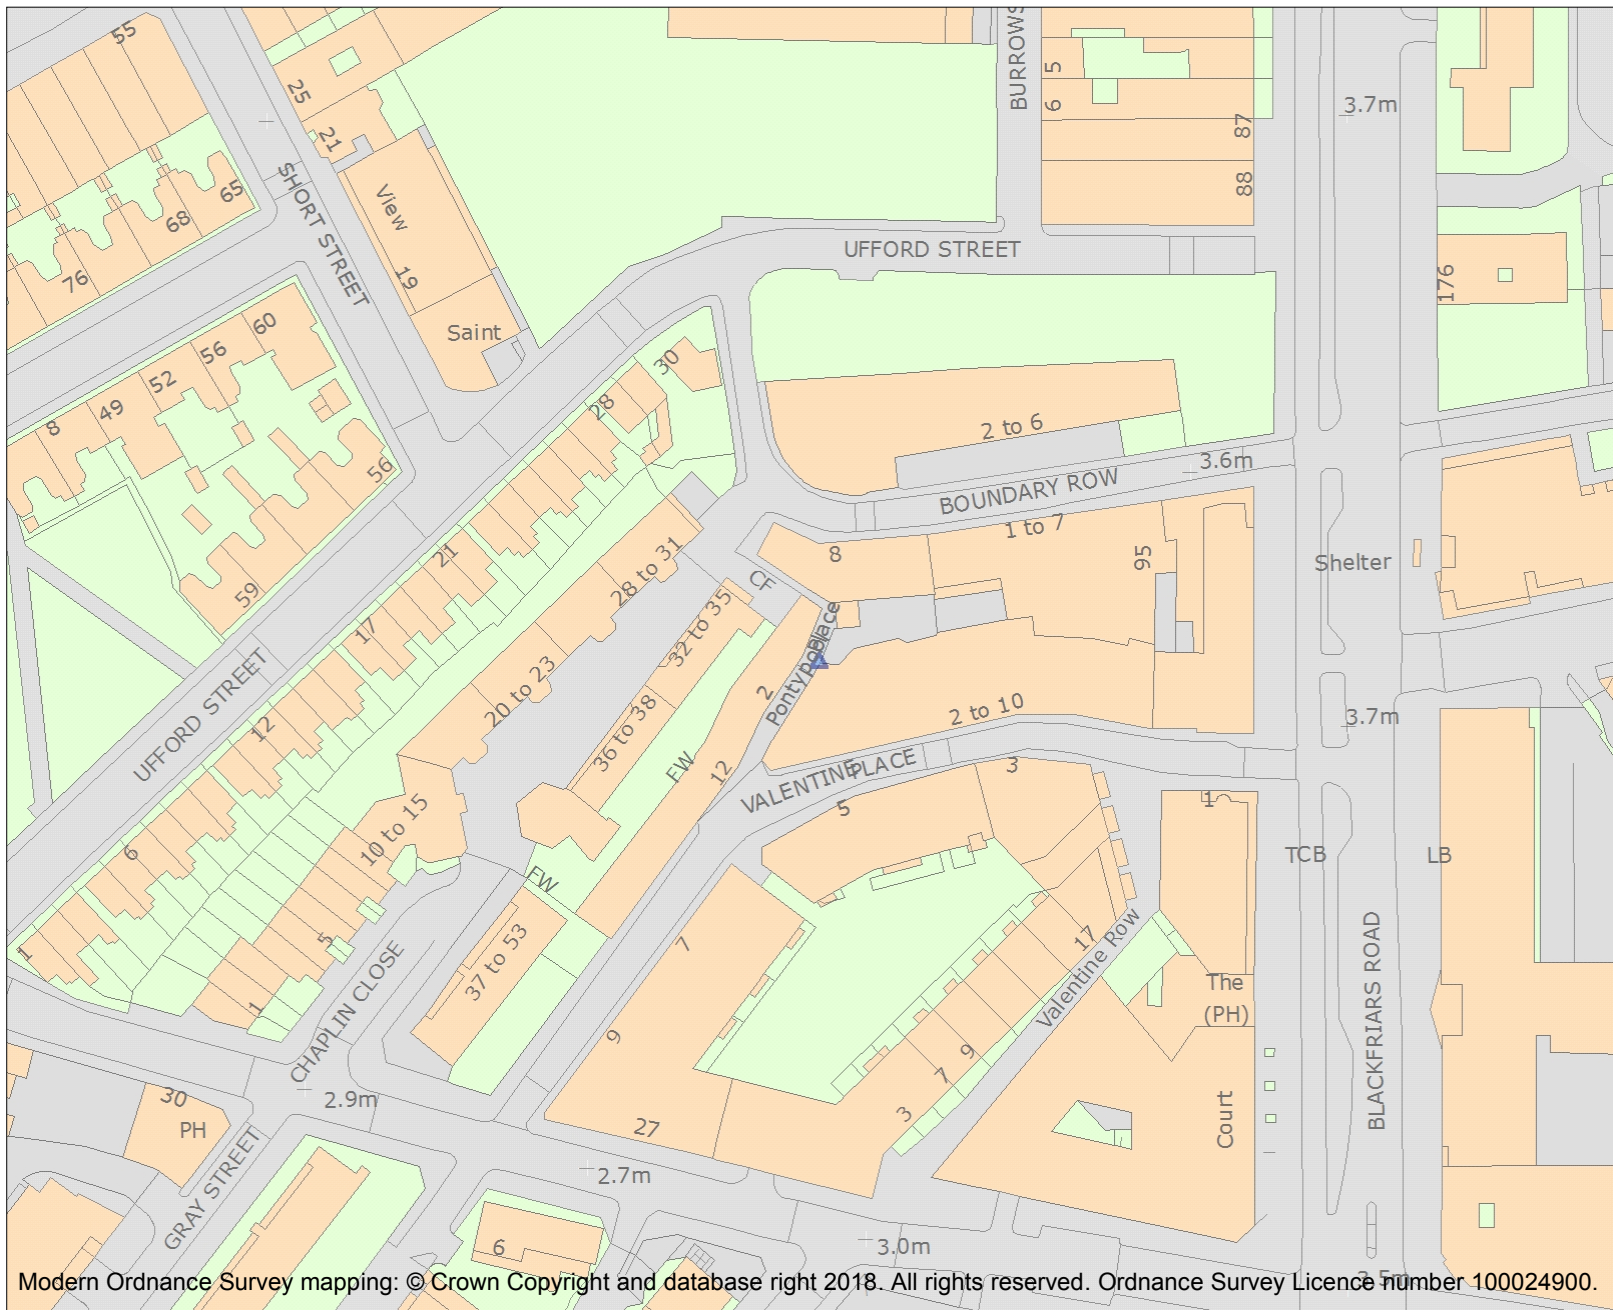 55
BURROWS
5
3.7m
25
6
87
21
SHORT STREET
65
View
88
68
UFFORD STREET
76
19
176
60
Saint
56
30
52
49
28
8
2 to 6
56
3.6m
BOUNDARY ROW
1 to 7
21
8
95
Shelter
28 to 31
CF
59
32 to 35
Pontypool Place
17
UFFORD STREET
20 to 23
2
2 to 10
3.7m
12
36 to 38
FW
12
VALENTINE PLACE
3
5
1
10 to 15
6
TCB
LB
FW
5
37 to 53
7
17
Valentine Row
BLACKFRIARS ROAD
1
1
CHAPLIN CLOSE
The
(PH)
9
9
7
30
PH
2.9m
3
27
Court
GRAY STREET
2.7m
6
3.0m
3.5m
Modern Ordnance Survey mapping: © Crown Copyright and database right 2018. All rights reserved. Ordnance Survey Licence number 100024900.